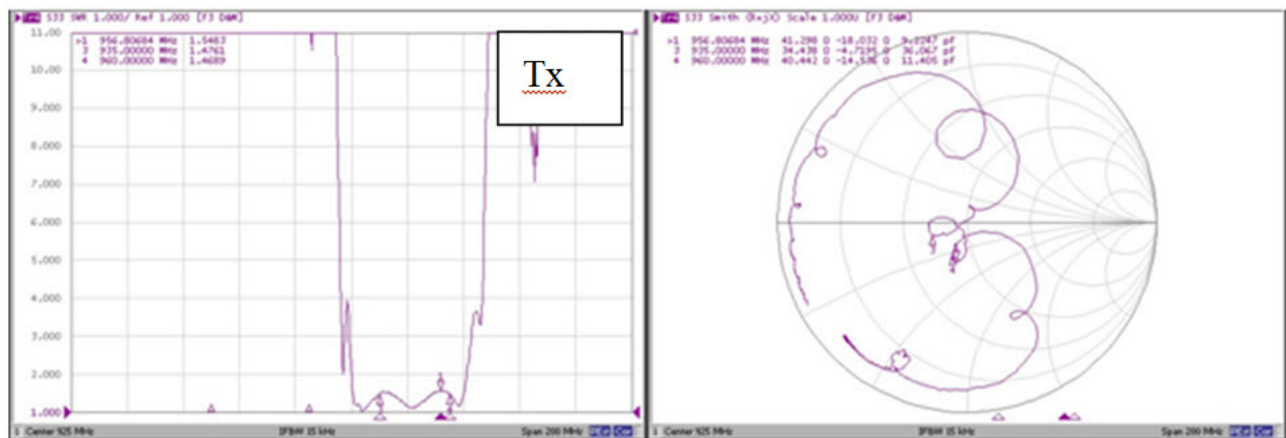 Tr3 S33 SWR 1.000/ Ref 1.000 [F3 D&M]
11.00
>1 956.80684 MHz 1.5483
3 935.00000 MHz 1.4761
4 960.00000 MHz 1.4689
10.00
9.000
8.000
7.000
6.000
5.000
4.000
3.000
2.000
1.000
Tx
1 Center 925 MHz IFBW 15 kHz Span 200 MHz Cor
S33 Smith (R+jX) Scale 1.000U [F3 D&M]
>1 956.80684 MHz 41.298 Ω -18.032 Ω 9.2247 pF
3 935.00000 MHz 34.438 Ω -4.7195 Ω 36.067 pF
4 960.00000 MHz 40.442 Ω -14.536 Ω 11.405 pF
1 Center 925 MHz IFBW 15 kHz Span 200 MHz Cor